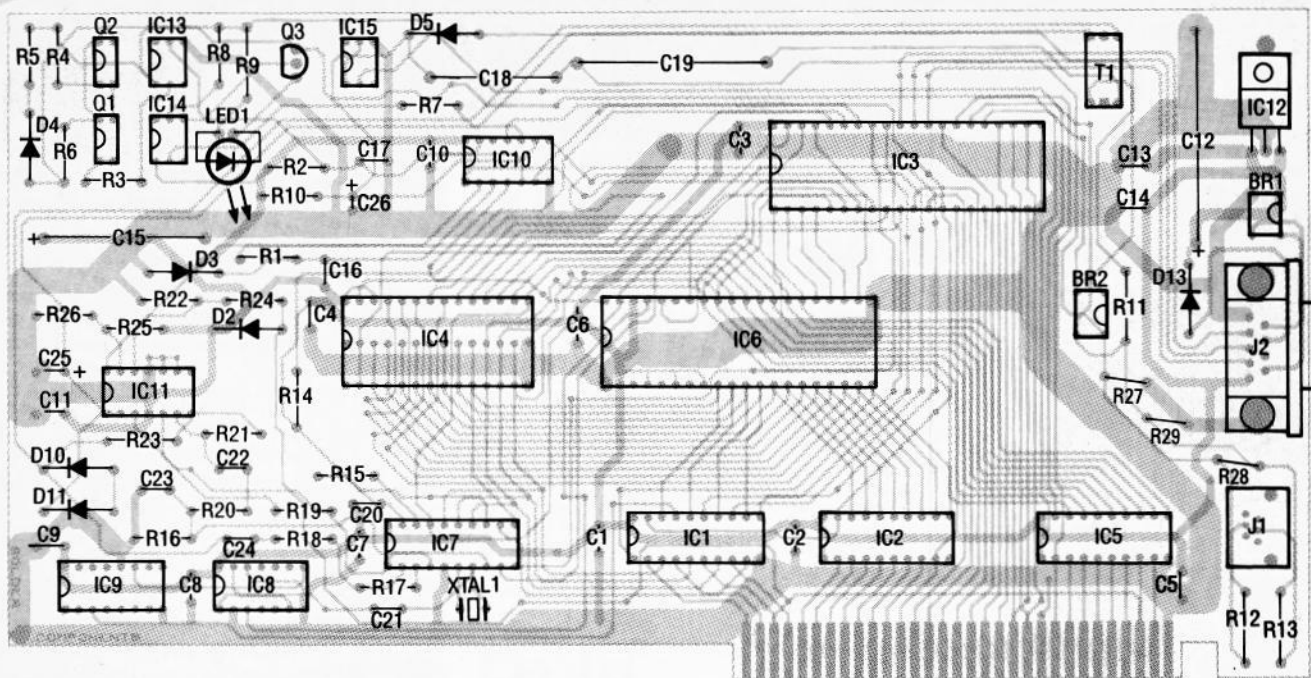 Q2
IC13
Q3
IC15
D5
R5
R4
R8
R9
C18
C19
T1
IC12
R7
Q1
IC14
LED1
D4
R6
R3
R2
R10
C17
C10
IC10
C3
IC3
C12
C13
C14
BR1
+
C26
+
C15
R1
D3
C16
+
D13
BR2
R11
R22
R24
R26
R25
D2
C4
IC4
C6
IC6
J2
C25
+
IC11
C11
R14
R27
R29
R23
R21
D10
C22
R15
R28
D11
C23
R20
R19
C20
J1
C9
R16
C24
R18
C7
IC7
C1
IC1
C2
IC2
IC5
IC9
C8
IC8
R17
XTAL1
C21
C5
R12
R13
COMPONENTS